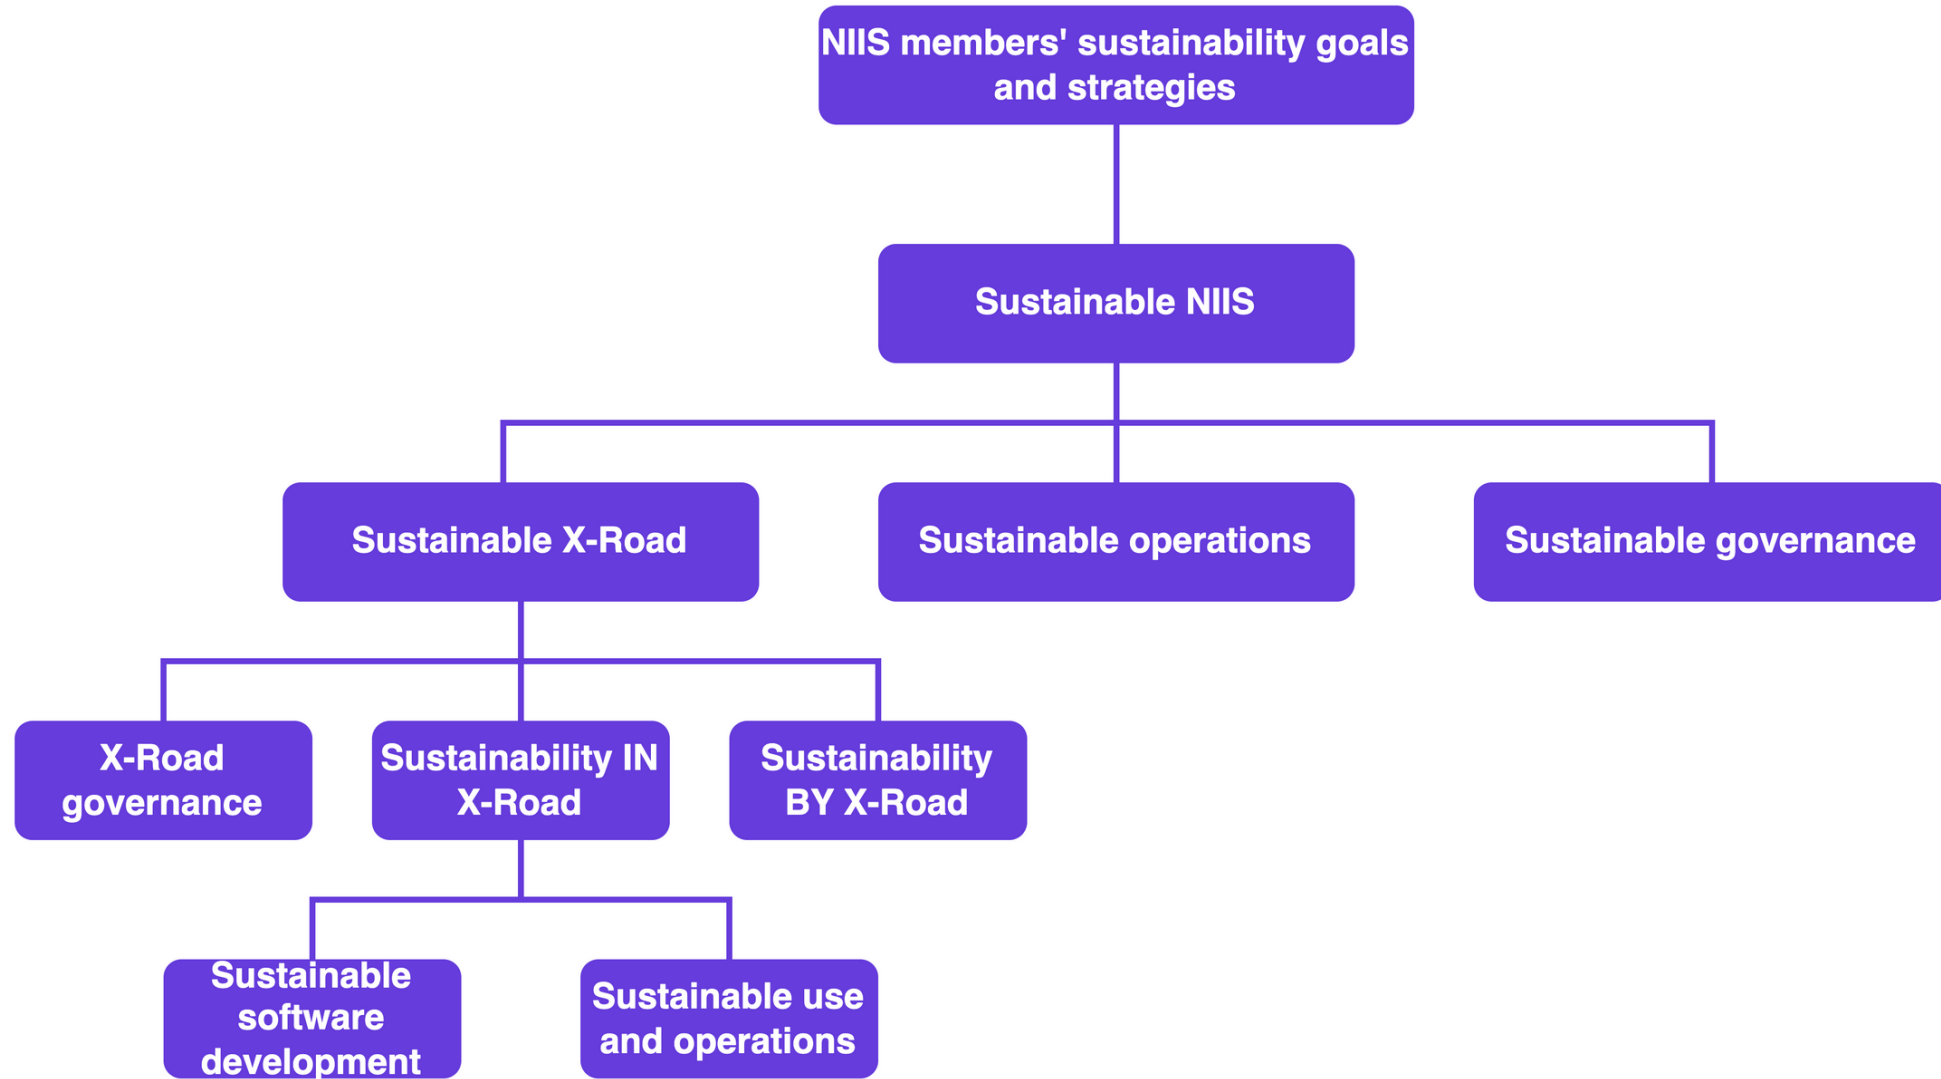 NIIS members' sustainability goals
and strategies
Sustainable NIIS
Sustainable X-Road
Sustainable operations
Sustainable governance
X-Road
governance
Sustainability IN
X-Road
Sustainability
BY X-Road
Sustainable
software
development
Sustainable use
and operations